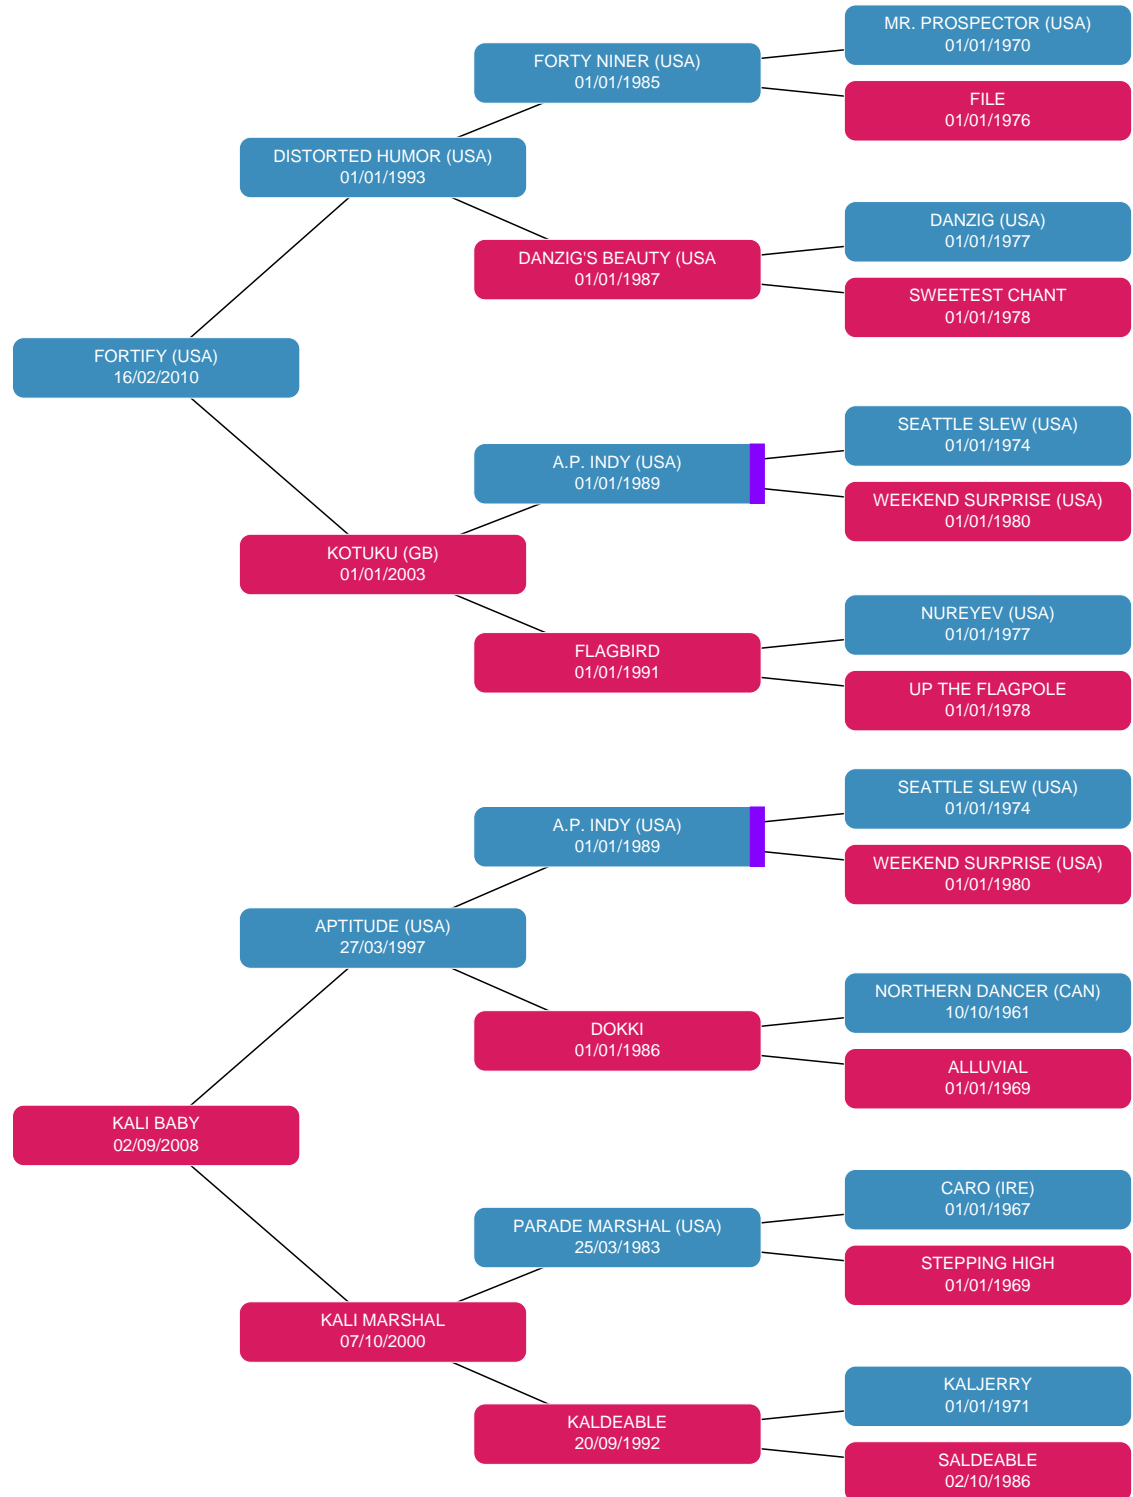 MR. PROSPECTOR (USA)
01/01/1970
FORTY NINER (USA)
01/01/1985
FILE
01/01/1976
DISTORTED HUMOR (USA)
01/01/1993
DANZIG (USA)
01/01/1977
DANZIG'S BEAUTY (USA
01/01/1987
SWEETEST CHANT
01/01/1978
FORTIFY (USA)
16/02/2010
SEATTLE SLEW (USA)
01/01/1974
A.P. INDY (USA)
01/01/1989
WEEKEND SURPRISE (USA)
01/01/1980
KOTUKU (GB)
01/01/2003
NUREYEV (USA)
01/01/1977
FLAGBIRD
01/01/1991
UP THE FLAGPOLE
01/01/1978
SEATTLE SLEW (USA)
01/01/1974
A.P. INDY (USA)
01/01/1989
WEEKEND SURPRISE (USA)
01/01/1980
APTITUDE (USA)
27/03/1997
NORTHERN DANCER (CAN)
10/10/1961
DOKKI
01/01/1986
ALLUVIAL
01/01/1969
KALI BABY
02/09/2008
CARO (IRE)
01/01/1967
PARADE MARSHAL (USA)
25/03/1983
STEPPING HIGH
01/01/1969
KALI MARSHAL
07/10/2000
KALJERRY
01/01/1971
KALDEABLE
20/09/1992
SALDEABLE
02/10/1986